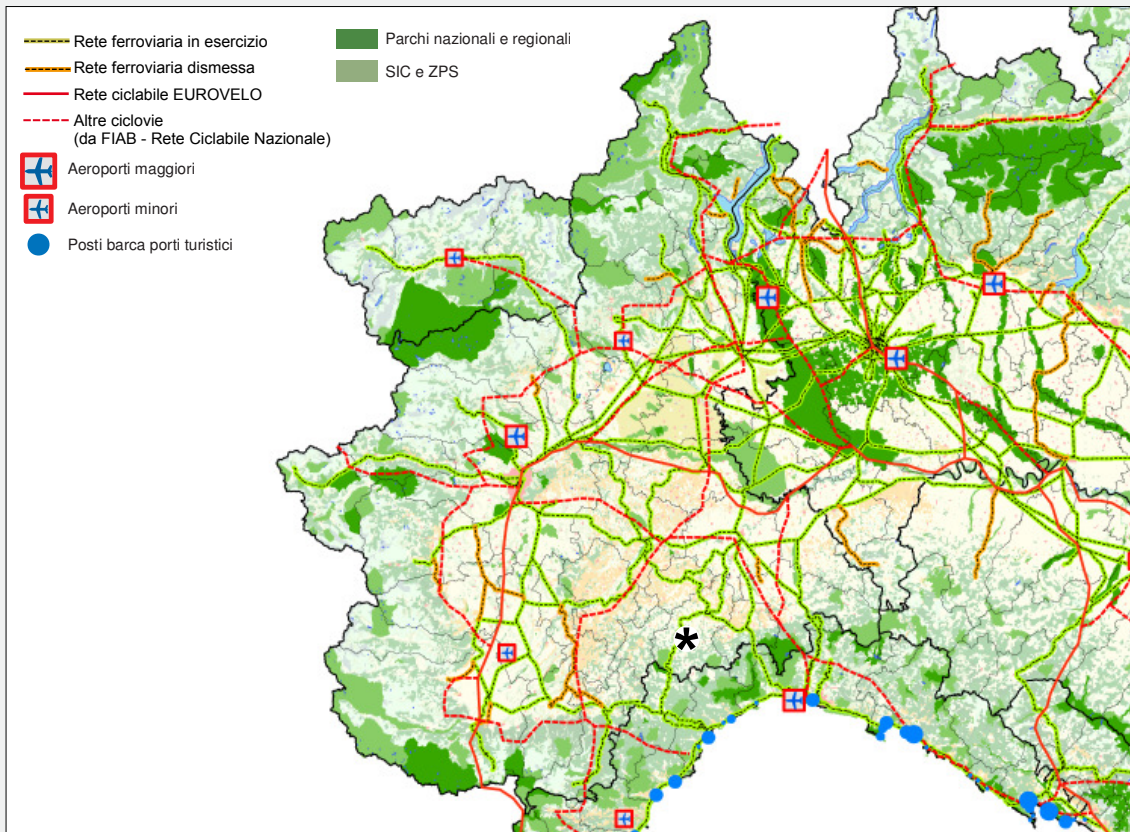 Rete ferroviaria in esercizio
Rete ferroviaria dismessa
Rete ciclabile EUROVELO
Altre ciclovie
(da FIAB - Rete Ciclabile Nazionale)
Aeroporti maggiori
Aeroporti minori
Posti barca porti turistici
Parchi nazionali e regionali
SIC e ZPS
*